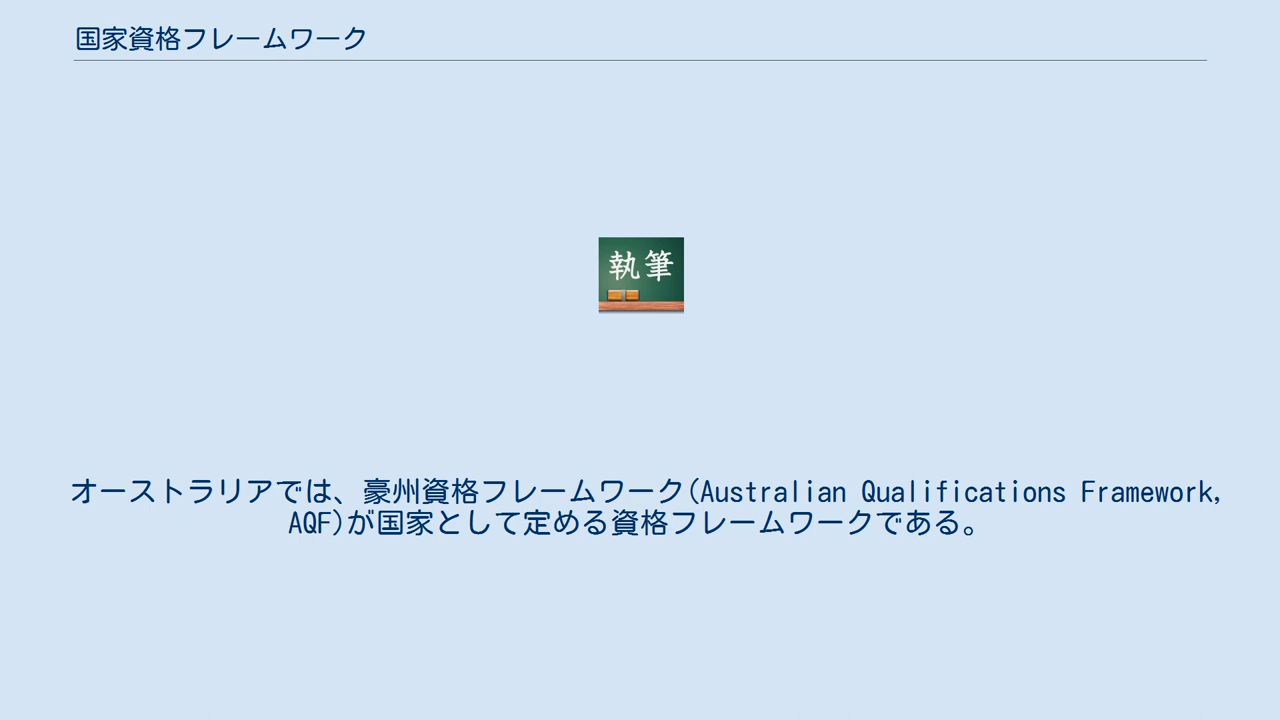 国家資格フレームワーク
執筆
オーストラリアでは、豪州資格フレームワーク(Australian Qualifications Framework,
AQF)が国家として定める資格フレームワークである。